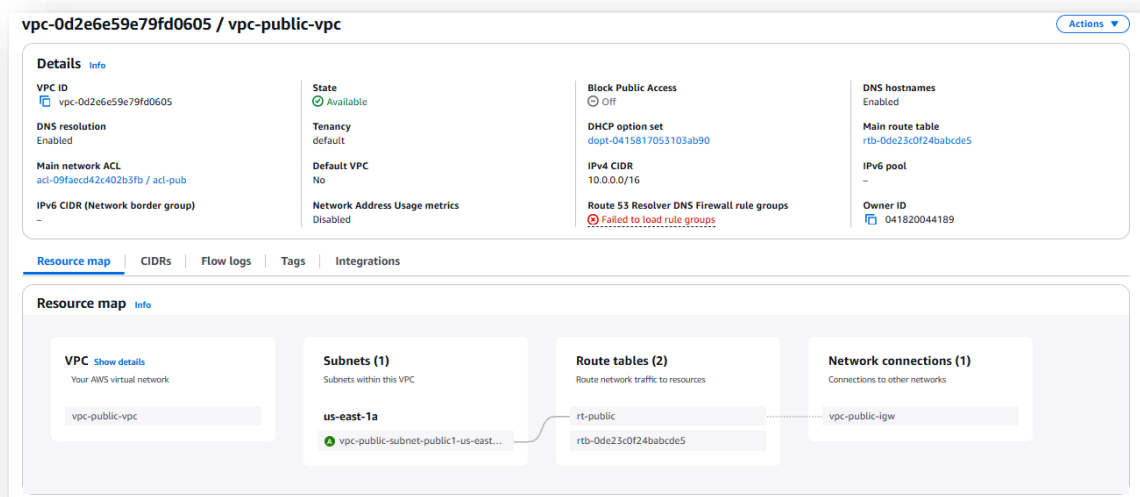 vpc-0d2e6e59e79fd0605 / vpc-public-vpc
Actions
Details Info
VPC ID
vpc-0d2e6e59e79fd0605
State
Available
Block Public Access
Off
DNS hostnames
Enabled
DNS resolution
Enabled
Tenancy
default
DHCP option set
dopt-0415817053103ab90
Main route table
rtb-0de23c0f24babcde5
Main network ACL
acl-09faecd42c402b3fb / acl-pub
Default VPC
No
IPv4 CIDR
10.0.0.0/16
IPv6 pool
–
IPv6 CIDR (Network border group)
–
Network Address Usage metrics
Disabled
Route 53 Resolver DNS Firewall rule groups
Failed to load rule groups
Owner ID
041820044189
Resource map
CIDRs
Flow logs
Tags
Integrations
Resource map Info
VPC Show details
Your AWS virtual network
vpc-public-vpc
Subnets (1)
Subnets within this VPC
us-east-1a
A vpc-public-subnet-public1-us-east...
Route tables (2)
Route network traffic to resources
rt-public
rtb-0de23c0f24babcde5
Network connections (1)
Connections to other networks
vpc-public-igw